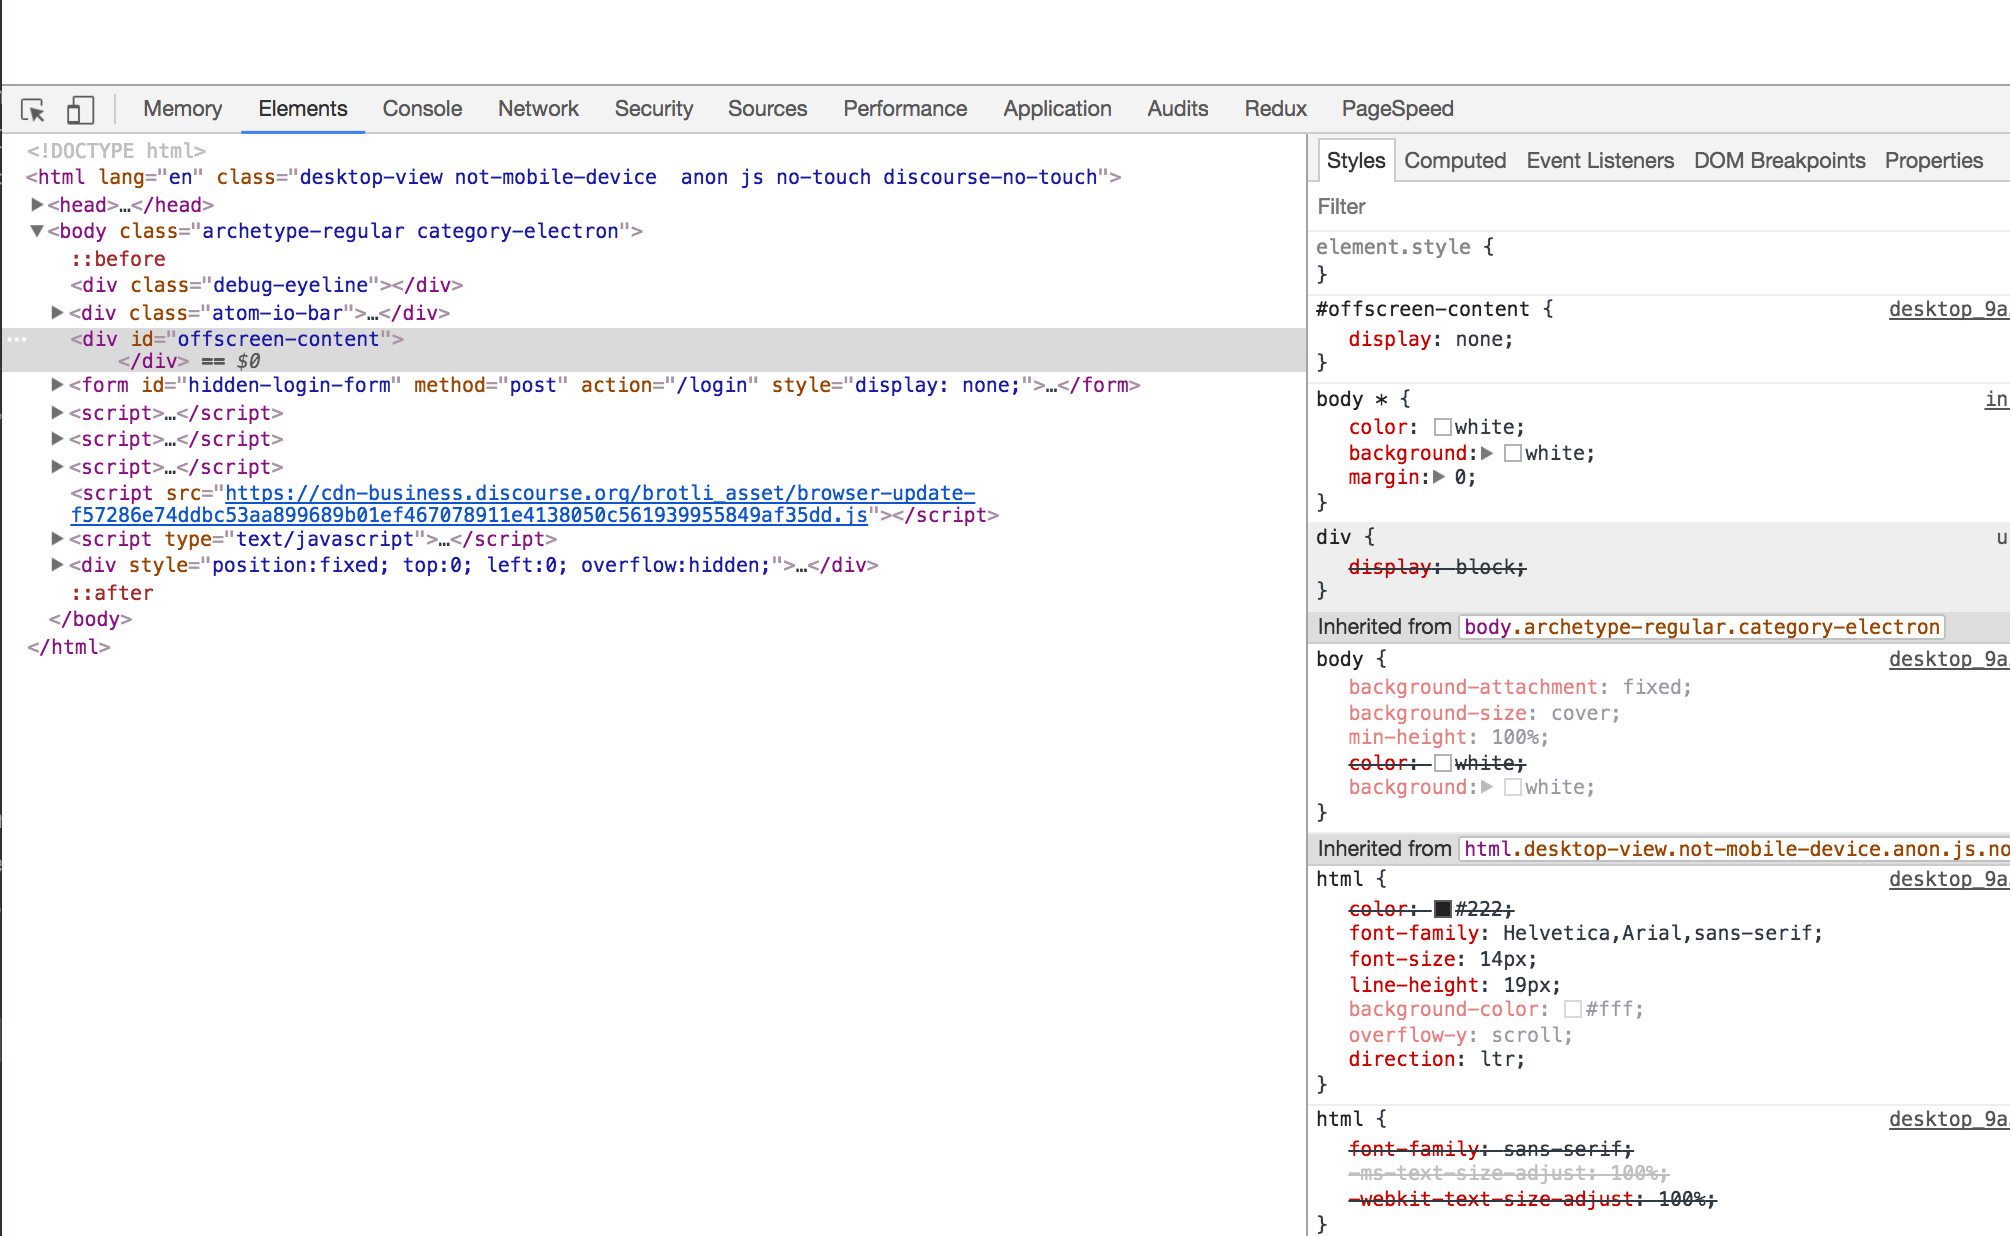 Memory Elements Console Network Security Sources Performance Application Audits Redux PageSpeed
<!DOCTYPE html>
<html lang="en" class="desktop-view not-mobile-device  anon js no-touch discourse-no-touch">
▶<head>…</head>
▼<body class="archetype-regular category-electron">
::before
<div class="debug-eyeline"></div>
▶<div class="atom-io-bar">…</div>
<div id="offscreen-content">
</div> == $0
▶<form id="hidden-login-form" method="post" action="/login" style="display: none;">…</form>
▶<script>…</script>
▶<script>…</script>
▶<script>…</script>
<script src="https://cdn-business.discourse.org/brotli_asset/browser-update-
f57286e74ddbc53aa899689b01ef467078911e4138050c561939955849af35dd.js"></script>
▶<script type="text/javascript">…</script>
▶<div style="position:fixed; top:0; left:0; overflow:hidden;">…</div>
::after
</body>
</html>
Styles Computed Event Listeners DOM Breakpoints Properties
Filter
element.style {
}
#offscreen-content { desktop_9a
display: none;
}
body * { in
color: white;
background:▶ white;
margin:▶ 0;
}
div { u
display: block;
}
Inherited from body.archetype-regular.category-electron
body { desktop_9a
background-attachment: fixed;
background-size: cover;
min-height: 100%;
color: white;
background:▶ white;
}
Inherited from html.desktop-view.not-mobile-device.anon.js.no
html { desktop_9a
color: #222;
font-family: Helvetica,Arial,sans-serif;
font-size: 14px;
line-height: 19px;
background-color: #fff;
overflow-y: scroll;
direction: ltr;
}
html { desktop_9a
font-family: sans-serif;
-ms-text-size-adjust: 100%;
-webkit-text-size-adjust: 100%;
}